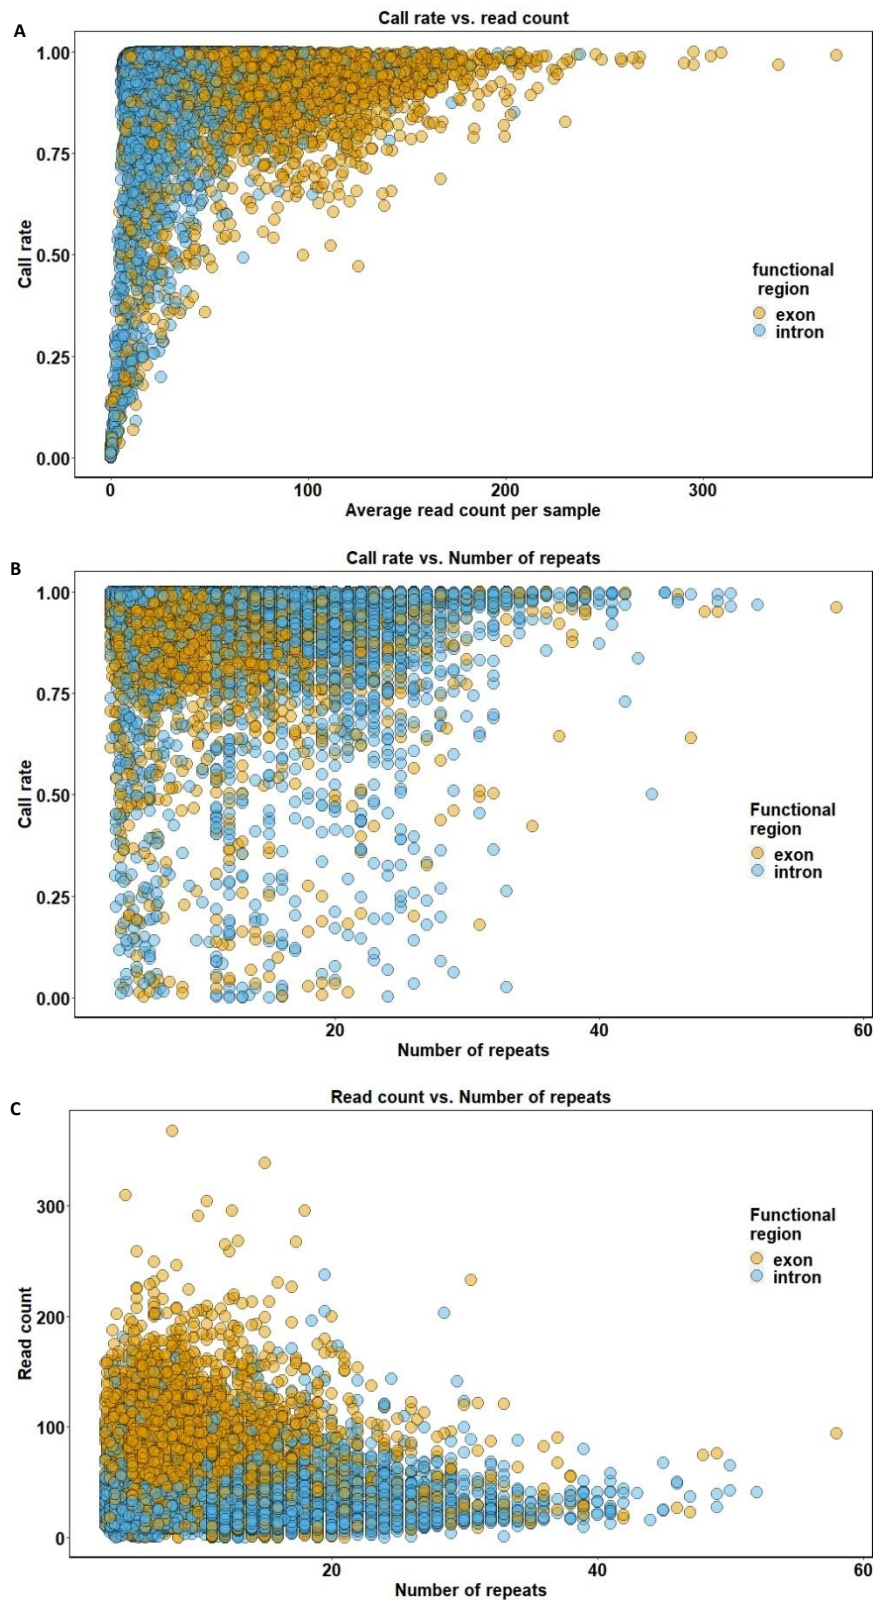 A
Call rate vs. read count
1.00
0.75
0.50
0.25
0.00
Call rate
functional
region
exon
intron
0 100 200 300
Average read count per sample
B
Call rate vs. Number of repeats
1.00
0.75
0.50
0.25
0.00
Call rate
Functional
region
exon
intron
20 40 60
Number of repeats
C
Read count vs. Number of repeats
300
200
100
0
Read count
Functional
region
exon
intron
20 40 60
Number of repeats